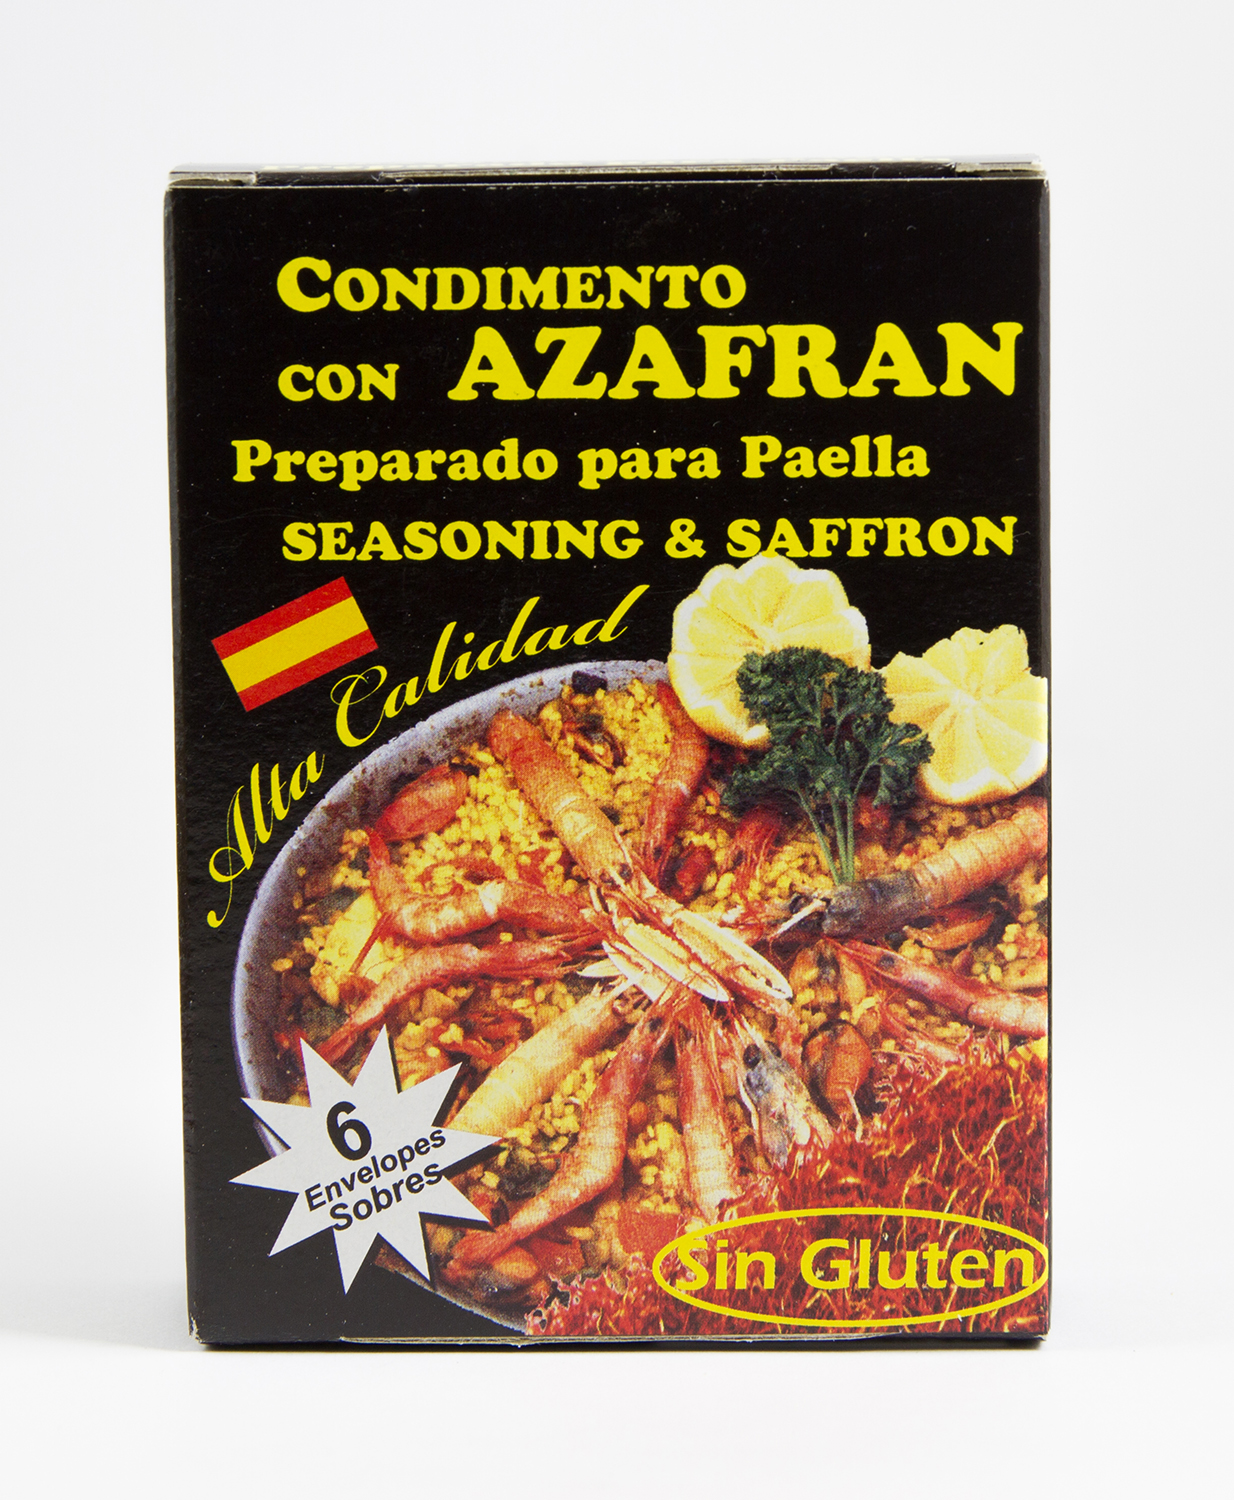 CONDIMENTO
CON AZAFRAN
Preparado para Paella
SEASONING & SAFFRON
Alta Calidad
6
Envelopes
Sobres
Sin Gluten